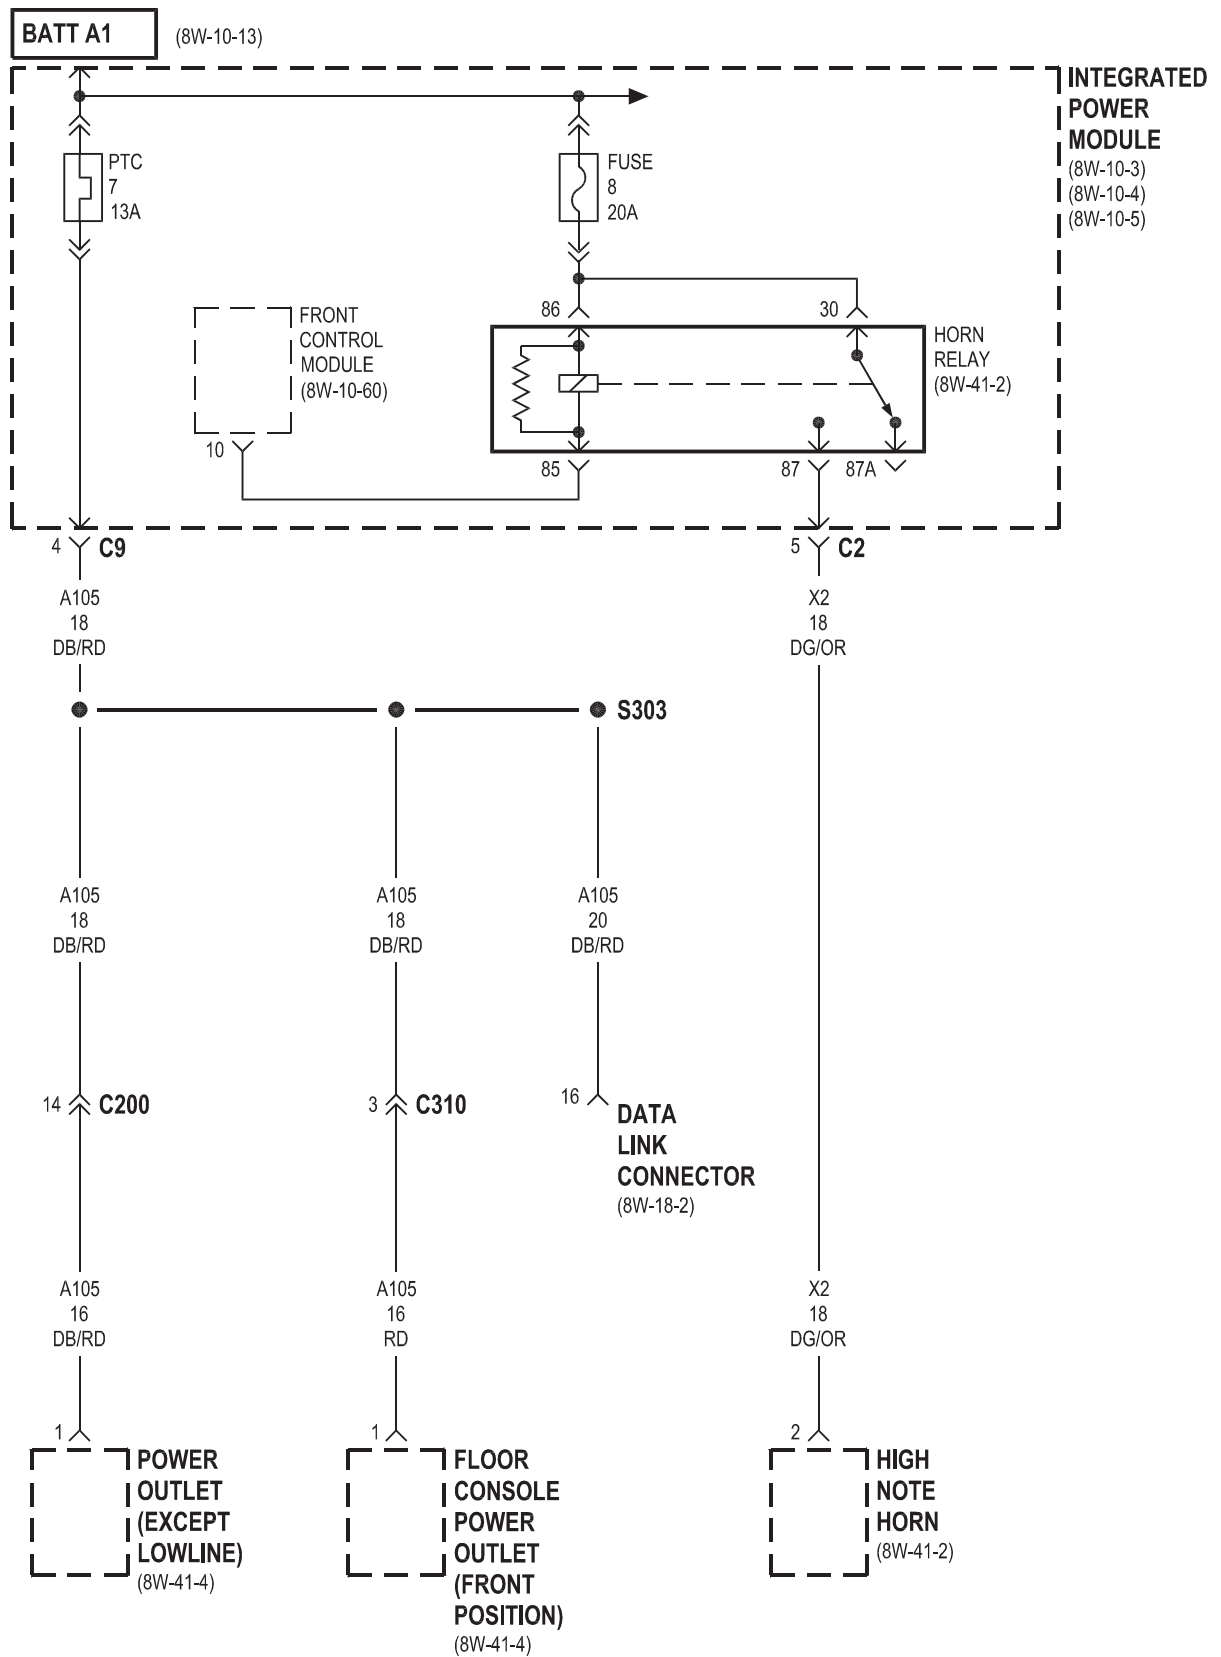 BATT A1
(8W-10-13)
INTEGRATED
POWER
MODULE
(8W-10-3)
(8W-10-4)
(8W-10-5)
PTC
7
13A
FUSE
8
20A
FRONT
CONTROL
MODULE
(8W-10-60)
86
30
HORN
RELAY
(8W-41-2)
10
85
87
87A
4
C9
5
C2
A105
18
DB/RD
X2
18
DG/OR
S303
A105
18
DB/RD
A105
18
DB/RD
A105
20
DB/RD
14
C200
3
C310
16
DATA
LINK
CONNECTOR
(8W-18-2)
A105
16
DB/RD
A105
16
RD
X2
18
DG/OR
1
POWER
OUTLET
(EXCEPT
LOWLINE)
(8W-41-4)
1
FLOOR
CONSOLE
POWER
OUTLET
(FRONT
POSITION)
(8W-41-4)
2
HIGH
NOTE
HORN
(8W-41-2)